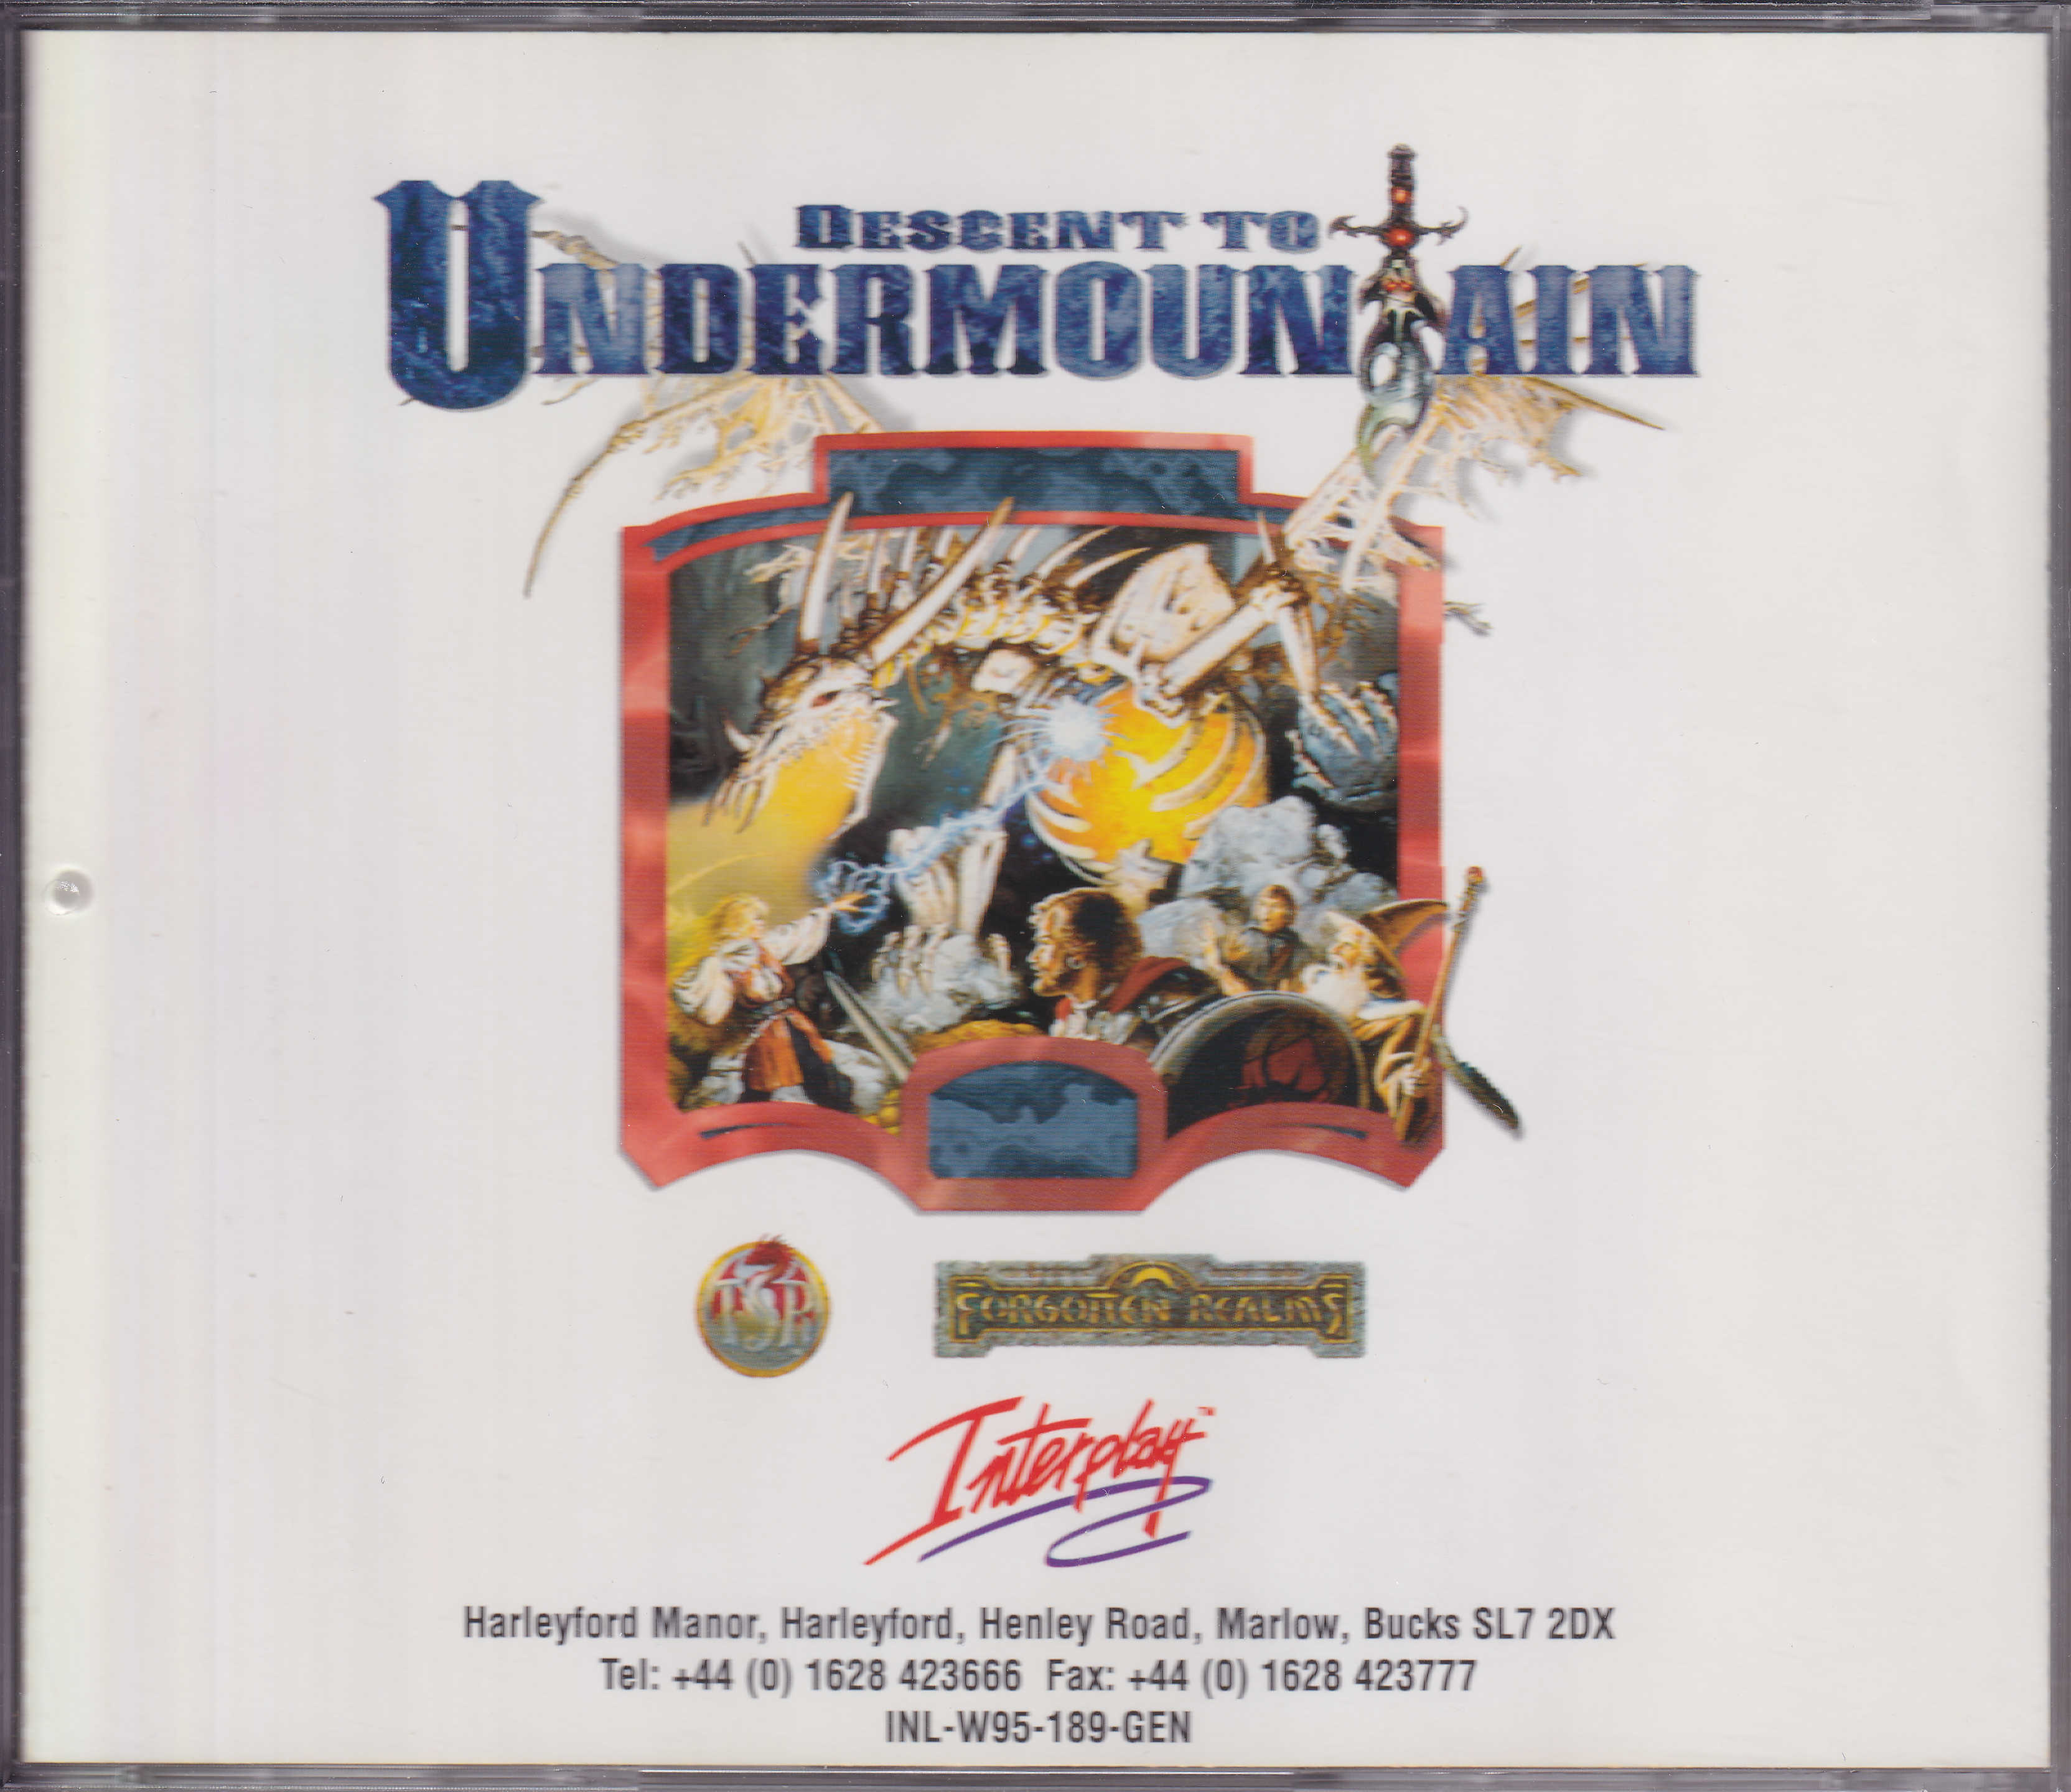 DESCENT TO
UNDERMOUNTAIN
TSR
FORGOTTEN REALMS
Interplay™
Harleyford Manor, Harleyford, Henley Road, Marlow, Bucks SL7 2DX
Tel: +44 (0) 1628 423666 Fax: +44 (0) 1628 423777
INL-W95-189-GEN